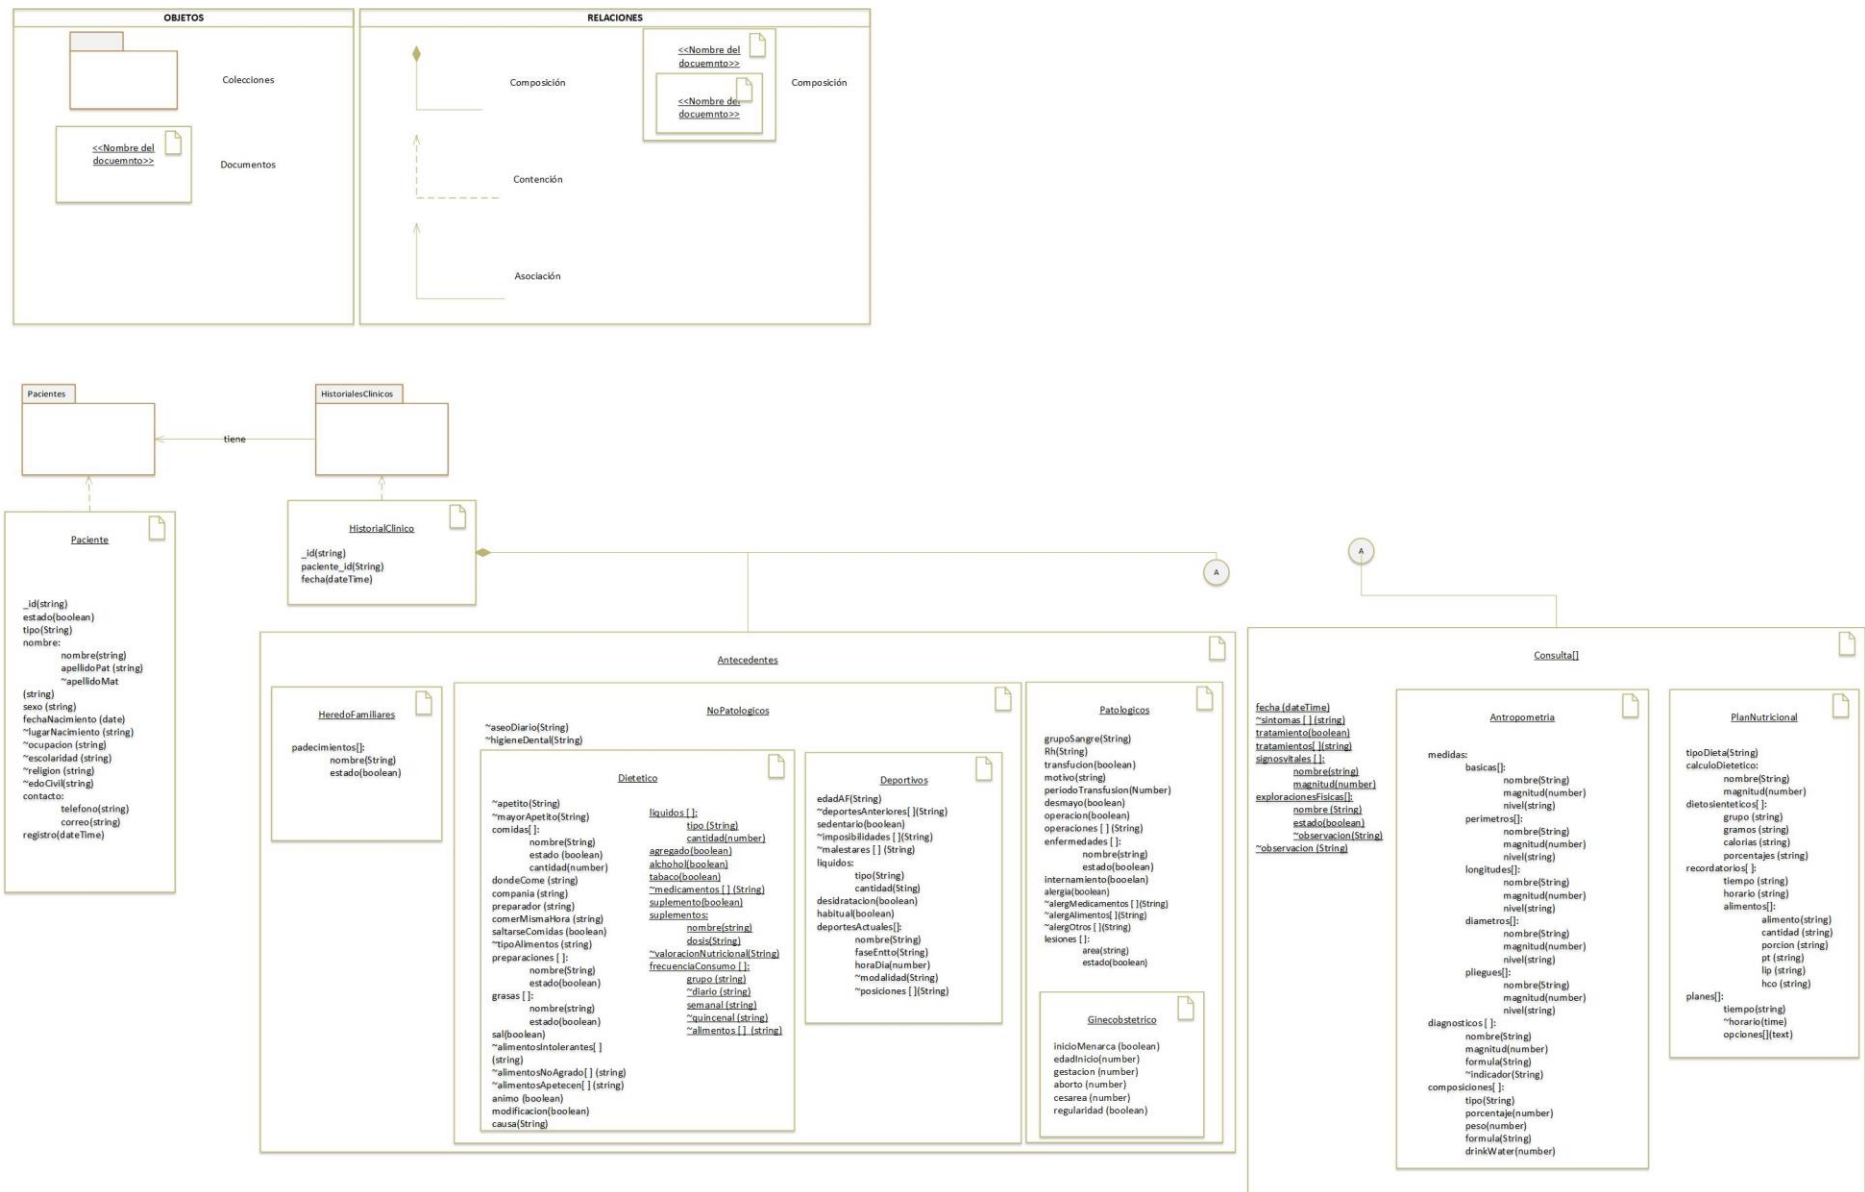 OBJETOS
Colecciones
<<Nombre del
docuemnto>>
Documentos
RELACIONES
Composición
<<Nombre del
docuemnto>>
<<Nombre del
docuemnto>>
Composición
Contención
Asociación
Pacientes
tiene
HistorialesClinicos
Paciente
_id(string)
estado(boolean)
tipo(String)
nombre:
nombre(string)
apellidoPat (string)
~apellidoMat
(string)
sexo (string)
fechaNacimiento (date)
~lugarNacimiento (string)
~ocupacion (string)
~escolaridad (string)
~religion (string)
~edoCivil(string)
contacto:
telefono(string)
correo(string)
registro(dateTime)
HistorialClinico
_id(string)
paciente_id(String)
fecha(dateTime)
A
A
Antecedentes
HeredoFamiliares
padecimientos[]:
nombre(String)
estado(boolean)
NoPatologicos
~aseoDiario(String)
~higieneDental(String)
Dietetico
~apetito(String)
~mayorApetito(String)
comidas[]:
nombre(String)
estado (boolean)
cantidad(number)
dondeCome (string)
compania (string)
preparador (string)
comerMismaHora (string)
saltarseComidas (boolean)
~tipoAlimentos (string)
preparaciones [ ]:
nombre(String)
estado(boolean)
grasas [ ]:
nombre(string)
estado(boolean)
sal(boolean)
~alimentosIntolerantes[ ]
(string)
~alimentosNoAgrado[ ] (string)
~alimentosApetecen[ ] (string)
animo (boolean)
modificacion(boolean)
causa(String)
liquidos [ ]:
tipo (String)
cantidad(number)
agregado(boolean)
alchohol(boolean)
tabaco(boolean)
~medicamentos [ ] (String)
suplemento(boolean)
suplementos:
nombre(string)
dosis(String)
~valoracionNutricional(String)
frecuenciaConsumo [ ]:
grupo (string)
~diario (string)
semanal (string)
~quincenal (string)
~alimentos [ ] (string)
Deportivos
edadAF(String)
~deportesAnteriores[ ](String)
sedentario(boolean)
~imposibilidades [ ](String)
~malestares [ ] (String)
liquidos:
tipo(String)
cantidad(Sting)
desidratacion(boolean)
habitual(boolean)
deportesActuales[]:
nombre(String)
faseEntto(String)
horaDia(number)
~modalidad(String)
~posiciones [ ](String)
Patologicos
grupoSangre(String)
Rh(String)
transfucion(boolean)
motivo(string)
periodoTransfusion(Number)
desmayo(boolean)
operacion(boolean)
operaciones [ ] (String)
enfermedades [ ]:
nombre(string)
estado(boolean)
internamiento(booelan)
alergia(boolean)
~alergMedicamentos [ ](String)
~alergAlimentos[ ](String)
~alergOtros [ ](String)
lesiones [ ]:
area(string)
estado(boolean)
Ginecobstetrico
inicioMenarca (boolean)
edadInicio(number)
gestacion (number)
aborto (number)
cesarea (number)
regularidad (boolean)
Consulta[]
fecha (dateTime)
~sintomas [ ] (string)
tratamiento(boolean)
tratamientos[ ](string)
signosvitales [ ]:
nombre(string)
magnitud(number)
exploracionesFisicas[]:
nombre (String)
estado(boolean)
~observacion(String)
~observacion (String)
Antropometria
medidas:
basicas[]:
nombre(String)
magnitud(number)
nivel(string)
perimetros[]:
nombre(String)
magnitud(number)
nivel(string)
longitudes[]:
nombre(String)
magnitud(number)
nivel(string)
diametros[]:
nombre(String)
magnitud(number)
nivel(string)
pliegues[]:
nombre(String)
magnitud(number)
nivel(string)
diagnosticos [ ]:
nombre(String)
magnitud(number)
formula(String)
~indicador(String)
composiciones[ ]:
tipo(String)
porcentaje(number)
peso(number)
formula(String)
drinkWater(number)
PlanNutricional
tipoDieta(String)
calculoDietetico:
nombre(String)
magnitud(number)
dietosienteticos[ ]:
grupo (string)
gramos (string)
calorias (string)
porcentajes (string)
recordatorios[ ]:
tiempo (string)
horario (string)
alimentos[]:
alimento(string)
cantidad (string)
porcion (string)
pt (string)
lip (string)
hco (string)
planes[]:
tiempo(string)
~horario(time)
opciones[](text)